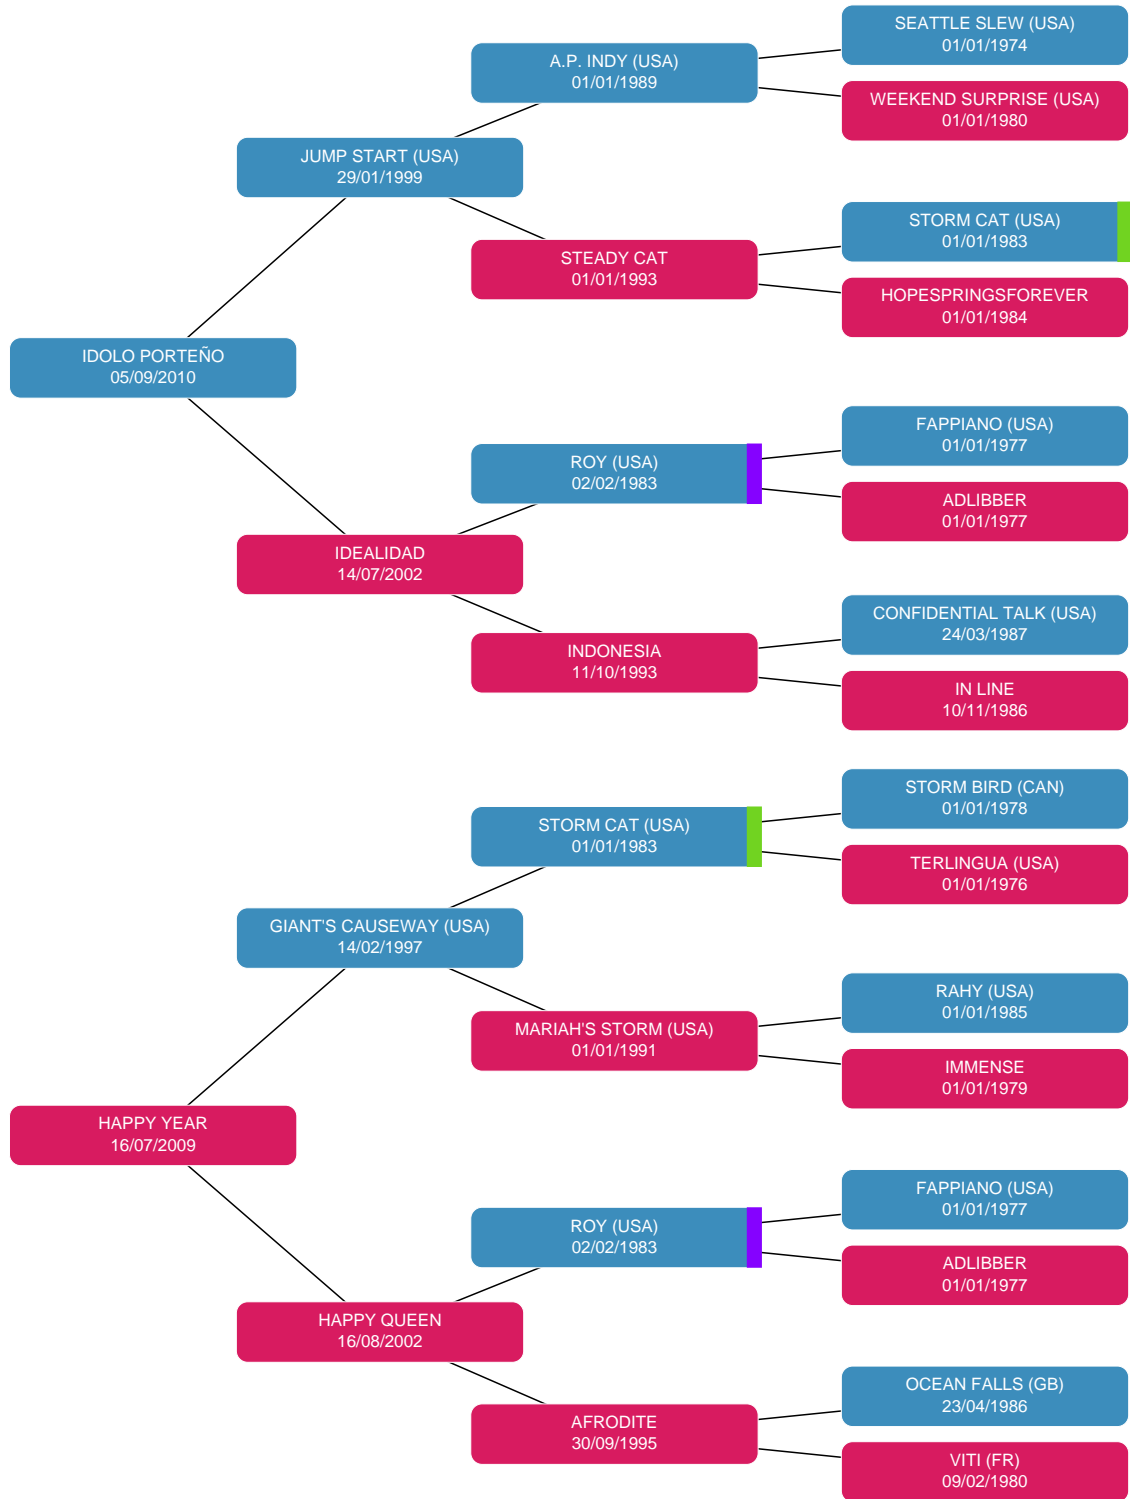 SEATTLE SLEW (USA)
01/01/1974
A.P. INDY (USA)
01/01/1989
WEEKEND SURPRISE (USA)
01/01/1980
JUMP START (USA)
29/01/1999
STORM CAT (USA)
01/01/1983
STEADY CAT
01/01/1993
HOPESPRINGSFOREVER
01/01/1984
IDOLO PORTEÑO
05/09/2010
FAPPIANO (USA)
01/01/1977
ROY (USA)
02/02/1983
ADLIBBER
01/01/1977
IDEALIDAD
14/07/2002
CONFIDENTIAL TALK (USA)
24/03/1987
INDONESIA
11/10/1993
IN LINE
10/11/1986
STORM BIRD (CAN)
01/01/1978
STORM CAT (USA)
01/01/1983
TERLINGUA (USA)
01/01/1976
GIANT'S CAUSEWAY (USA)
14/02/1997
RAHY (USA)
01/01/1985
MARIAH'S STORM (USA)
01/01/1991
IMMENSE
01/01/1979
HAPPY YEAR
16/07/2009
FAPPIANO (USA)
01/01/1977
ROY (USA)
02/02/1983
ADLIBBER
01/01/1977
HAPPY QUEEN
16/08/2002
OCEAN FALLS (GB)
23/04/1986
AFRODITE
30/09/1995
VITI (FR)
09/02/1980